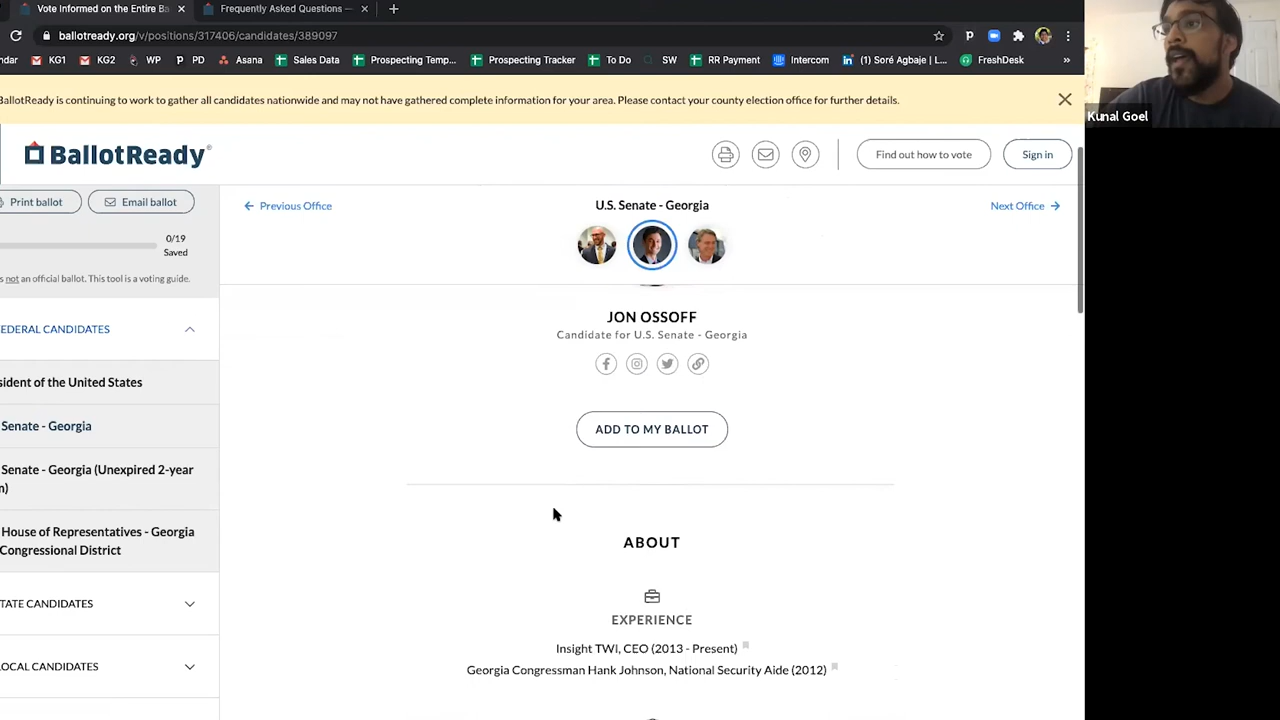 Vote Informed on the Entire Ba
Frequently Asked Questions —
ballotready.org/v/positions/317406/candidates/389097
ndar KG1 KG2 WP PD Asana Sales Data Prospecting Temp... Prospecting Tracker To Do SW RR Payment Intercom Soré Agbaje | L... FreshDesk »
BallotReady is continuing to work to gather all candidates nationwide and may not have gathered complete information for your area. Please contact your county election office for further details.
Kunal Goel
BallotReady®
Find out how to vote
Sign in
Print ballot
Email ballot
0/19
Saved
s not an official ballot. This tool is a voting guide.
EDERAL CANDIDATES
sident of the United States
Senate - Georgia
Senate - Georgia (Unexpired 2-year
m)
House of Representatives - Georgia
Congressional District
TATE CANDIDATES
OCAL CANDIDATES
Previous Office
U.S. Senate - Georgia
Next Office
JON OSSOFF
Candidate for U.S. Senate - Georgia
ADD TO MY BALLOT
ABOUT
EXPERIENCE
Insight TWI, CEO (2013 - Present)
Georgia Congressman Hank Johnson, National Security Aide (2012)